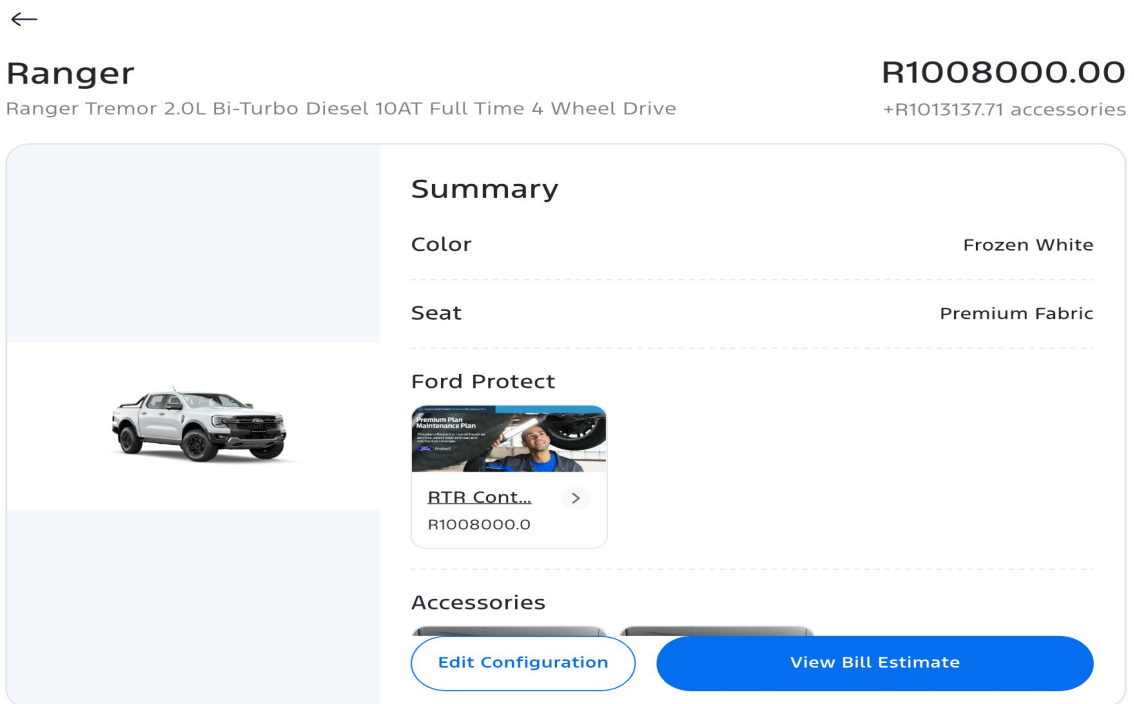 Ranger
R1008000.00
Ranger Tremor 2.0L Bi-Turbo Diesel 10AT Full Time 4 Wheel Drive
+R1013137.71 accessories
Summary
Color
Frozen White
Seat
Premium Fabric
Ford Protect
Premium Plan
Maintenance Plan
Ford Protect
RTR Cont...
R1008000.0
Accessories
Edit Configuration
View Bill Estimate